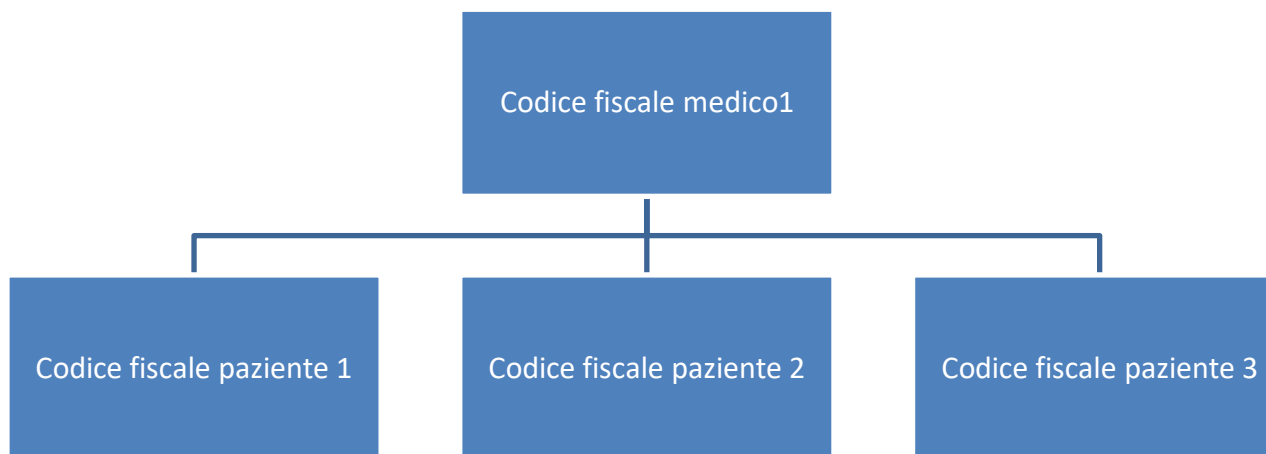 Codice fiscale medico1
Codice fiscale paziente 1
Codice fiscale paziente 2
Codice fiscale paziente 3